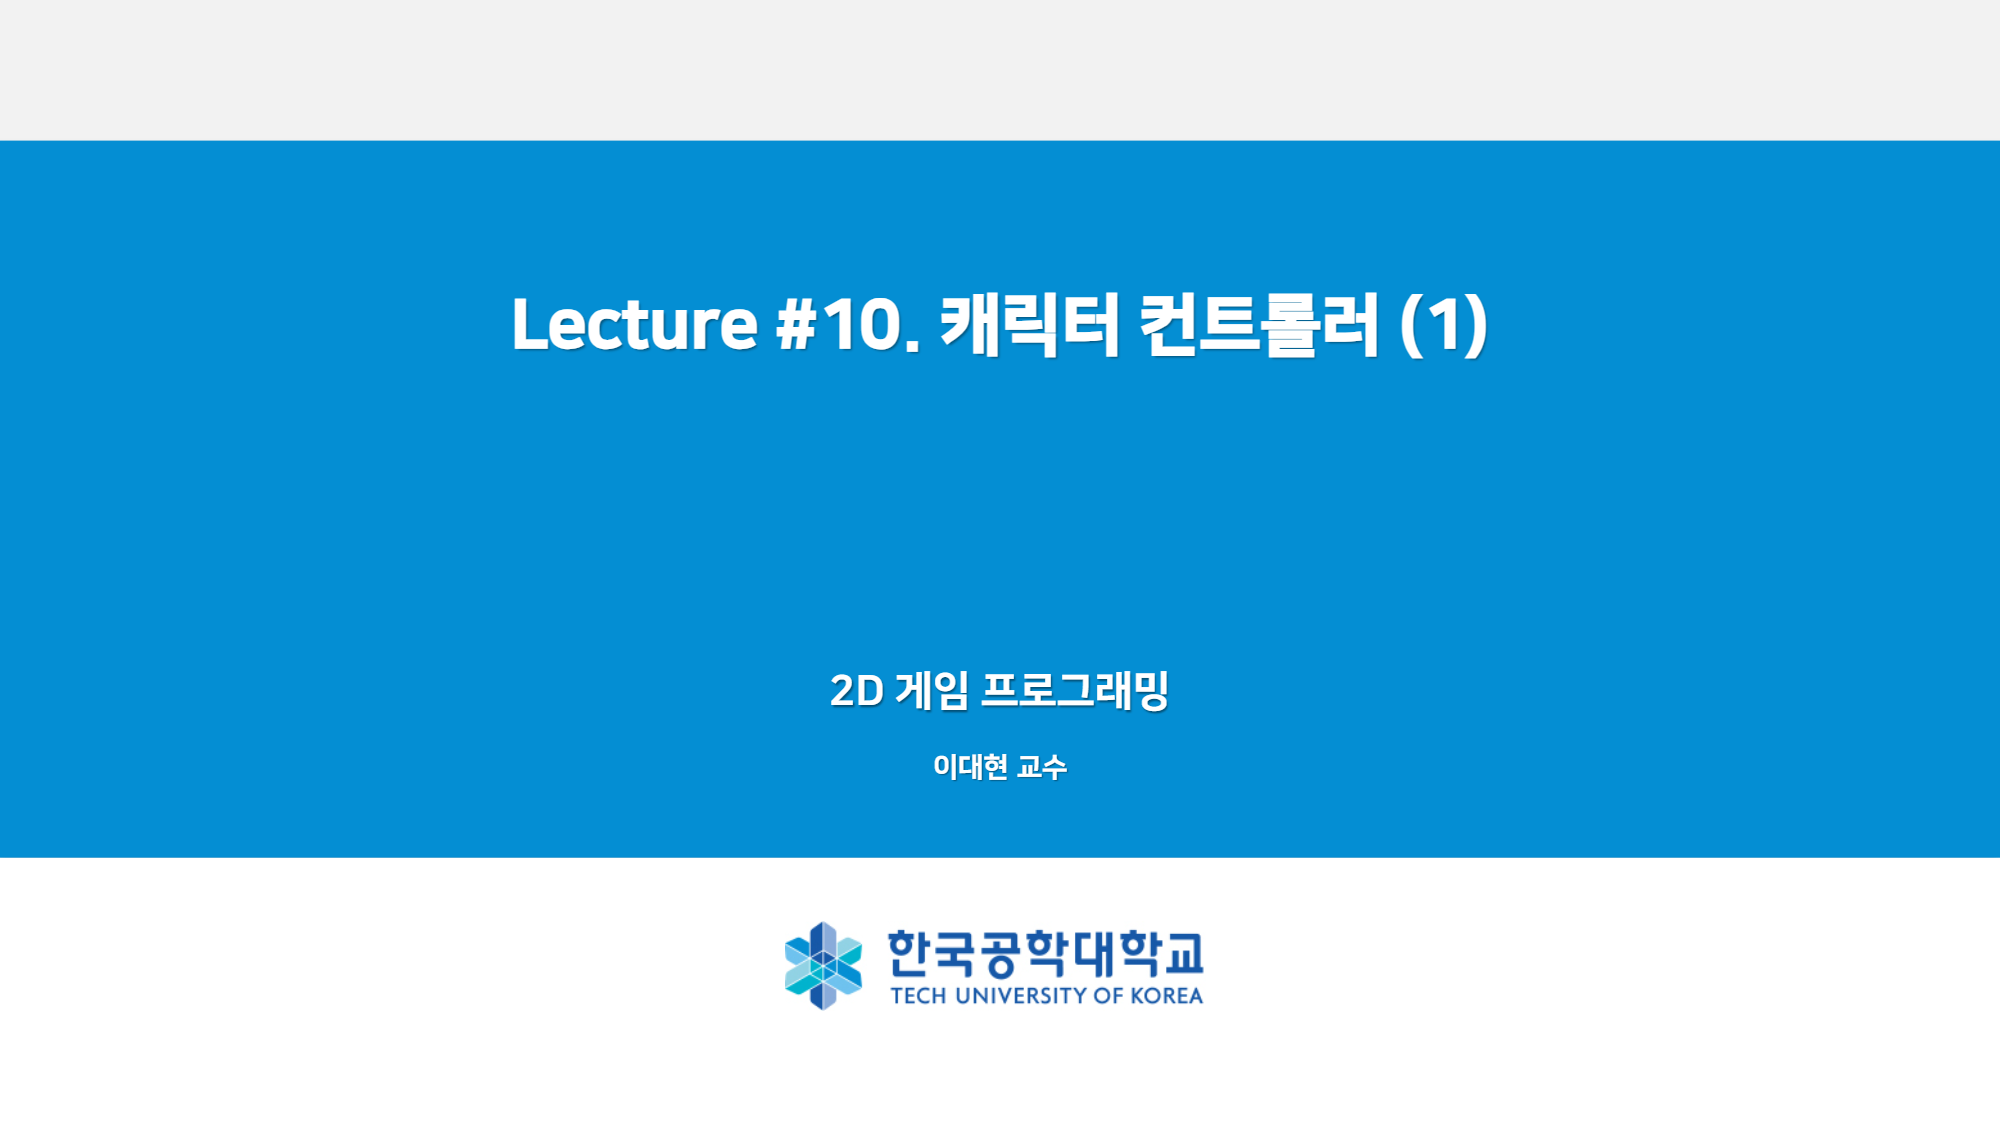 Lecture #10. 캐릭터 컨트롤러 (1)
2D 게임 프로그래밍
이대현 교수
한국공학대학교
TECH UNIVERSITY OF KOREA